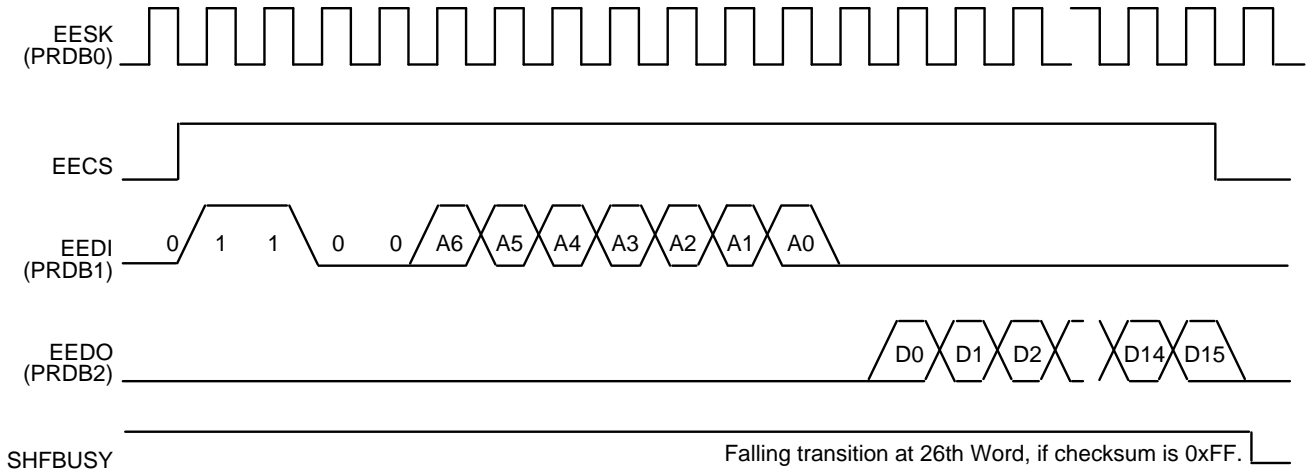 EESK
(PRDB0)
EECS
0 1 1 0 0 A6 A5 A4 A3 A2 A1 A0
EEDI
(PRDB1)
D0 D1 D2 D14 D15
EEDO
(PRDB2)
Falling transition at 26th Word, if checksum is 0xFF.
SHFBUSY